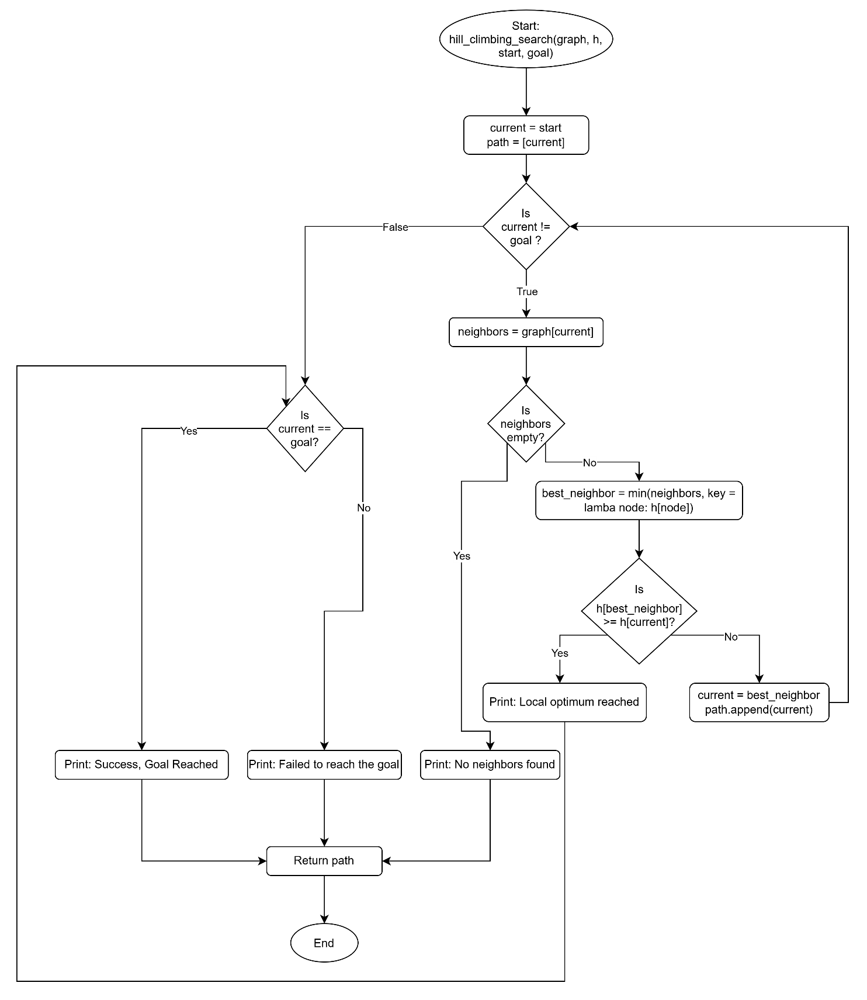 Start:
hill_climbing_search(graph, h,
start, goal)
current = start
path = [current]
Is
current !=
goal ?
False
True
neighbors = graph[current]
Is
current ==
goal?
Yes
No
Is
neighbors
empty?
No
Yes
best_neighbor = min(neighbors, key =
lamba node: h[node])
Is
h[best_neighbor]
>= h[current]?
Yes
No
Print: Local optimum reached
current = best_neighbor
path.append(current)
Print: Success, Goal Reached
Print: Failed to reach the goal
Print: No neighbors found
Return path
End